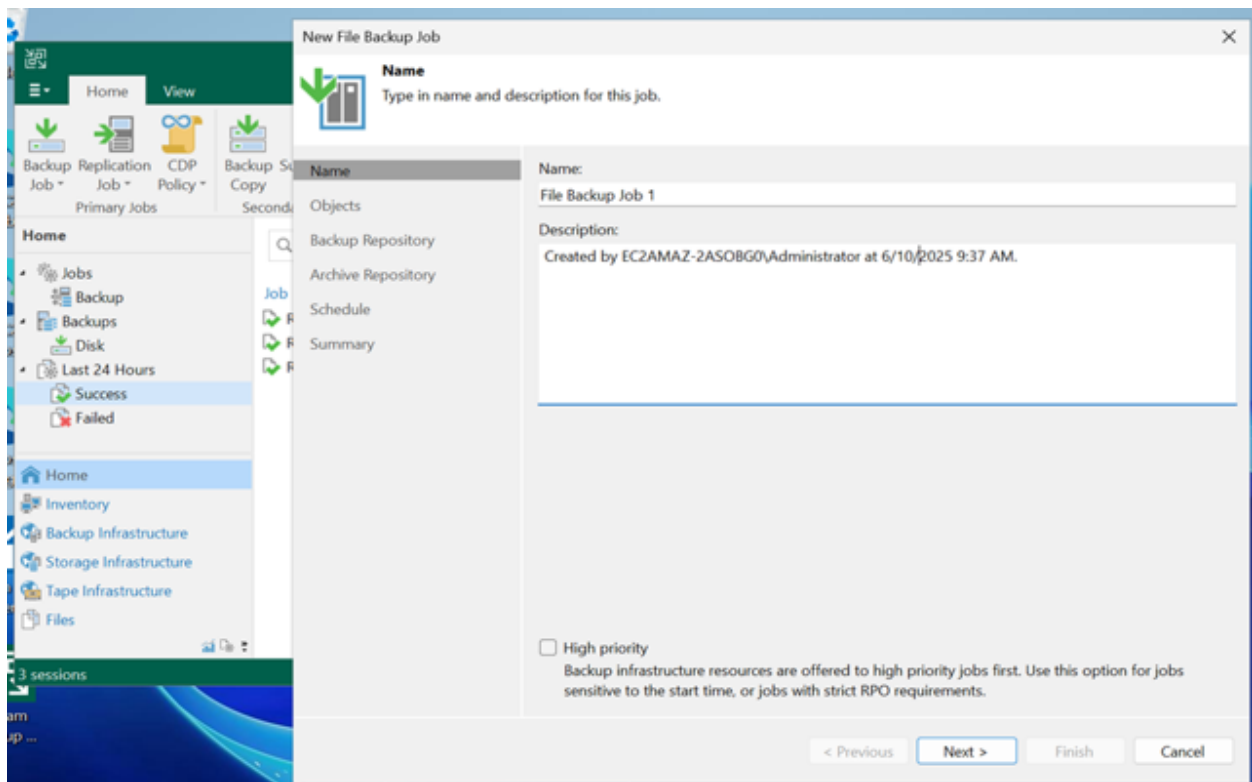 New File Backup Job
Name
Type in name and description for this job.
Home
View
Backup Job
Replication Job
CDP Policy
Backup Copy
Primary Jobs
Home
Jobs
Backup
Backups
Disk
Last 24 Hours
Success
Failed
Home
Inventory
Backup Infrastructure
Storage Infrastructure
Tape Infrastructure
Files
3 sessions
Job
Name
Objects
Backup Repository
Archive Repository
Schedule
Summary
Name:
File Backup Job 1
Description:
Created by EC2AMAZ-2ASOBG0\Administrator at 6/10/2025 9:37 AM.
High priority
Backup infrastructure resources are offered to high priority jobs first. Use this option for jobs
sensitive to the start time, or jobs with strict RPO requirements.
< Previous
Next >
Finish
Cancel